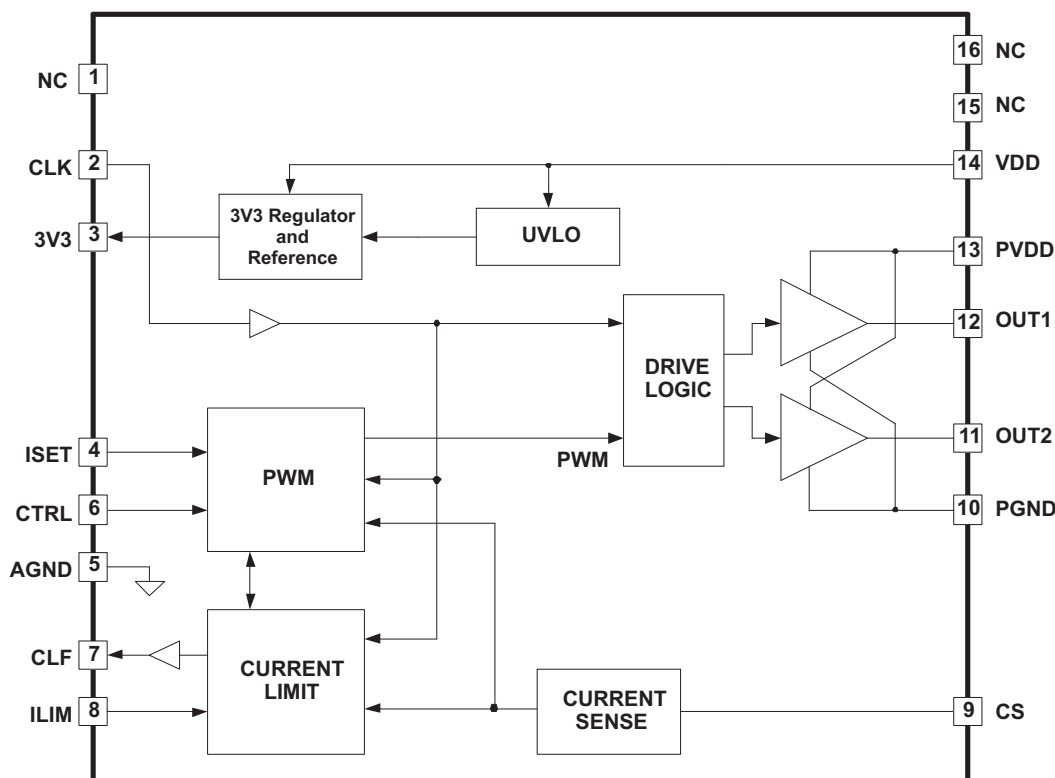 NC 1
16 NC
15 NC
CLK 2
14 VDD
3V3 3
3V3 Regulator
and
Reference
UVLO
13 PVDD
12 OUT1
DRIVE
LOGIC
ISET 4
PWM
PWM
11 OUT2
CTRL 6
10 PGND
AGND 5
CLF 7
CURRENT
LIMIT
ILIM 8
CURRENT
SENSE
9 CS